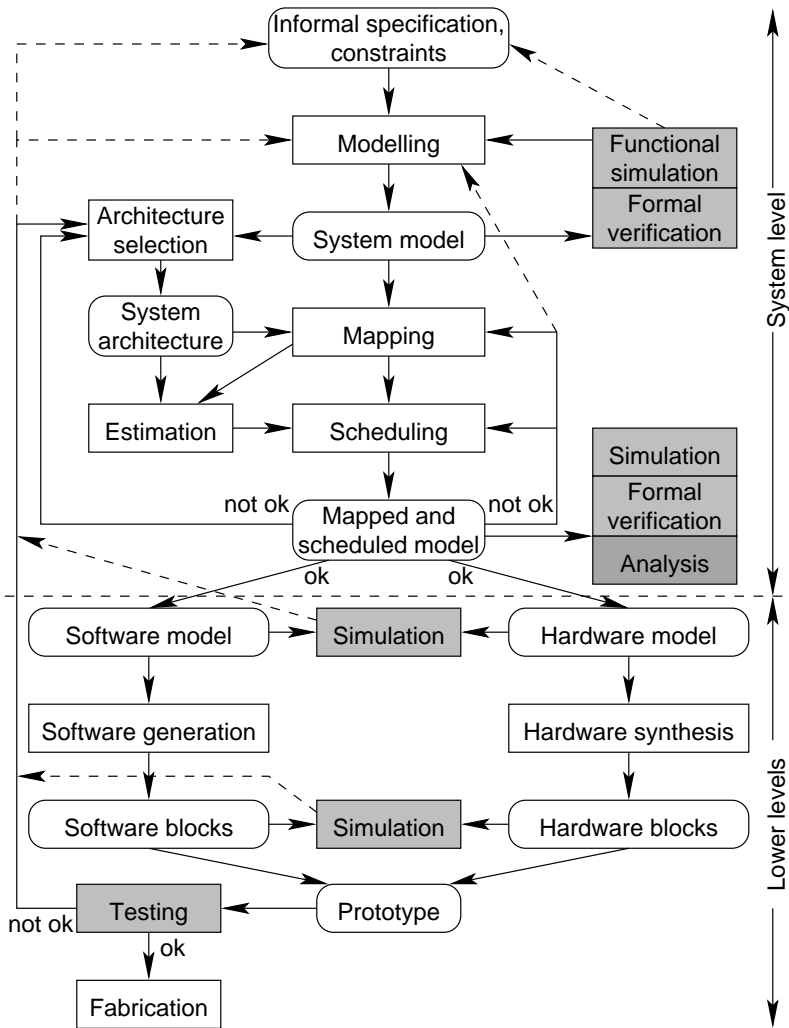 Informal specification,
constraints
Modelling
Functional
simulation
Formal
verification
Architecture
selection
System model
System
architecture
Mapping
Estimation
Scheduling
System level
Simulation
Formal
verification
Analysis
not ok
not ok
Mapped and
scheduled model
ok
ok
Software model
Simulation
Hardware model
Software generation
Hardware synthesis
Software blocks
Simulation
Hardware blocks
Lower levels
Testing
Prototype
not ok
ok
Fabrication